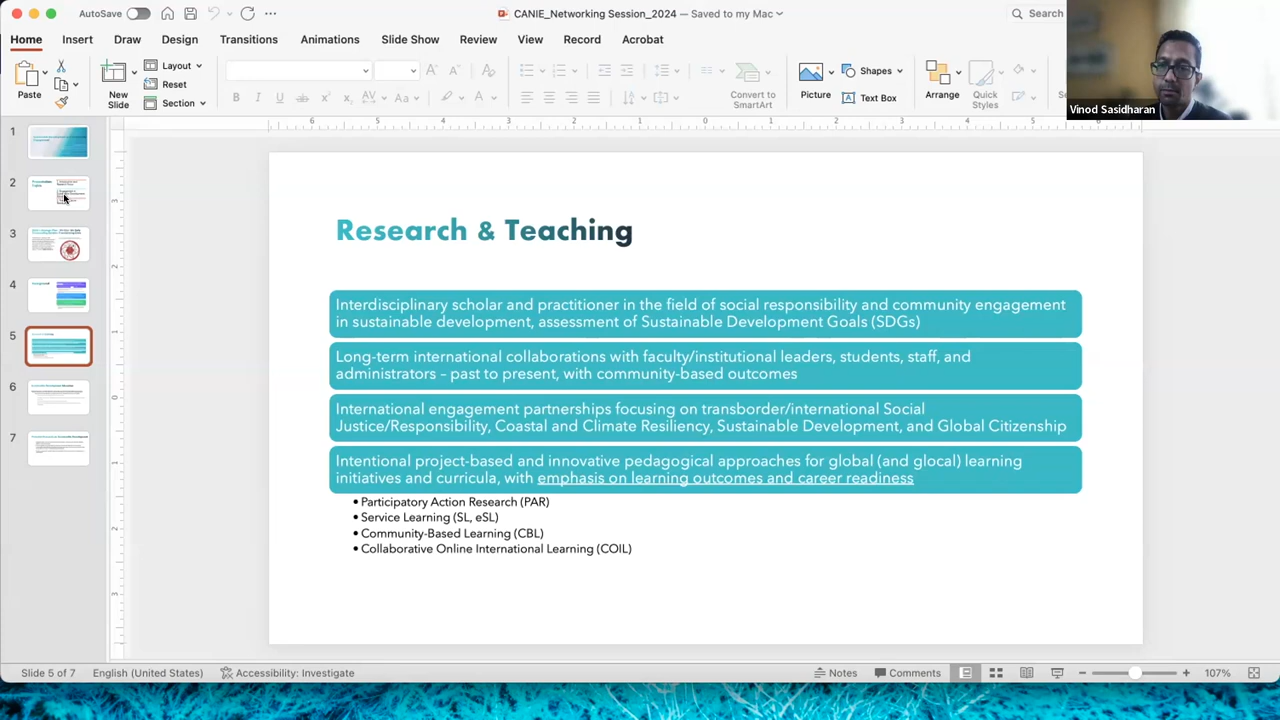 AutoSave
CANIE_Networking Session_2024 — Saved to my Mac
Search
Home Insert Draw Design Transitions Animations Slide Show Review View Record Acrobat
Paste
New Slide
Layout
Reset
Section
Convert to SmartArt
Picture
Shapes
Text Box
Arrange
Quick Styles
Vinod Sasidharan
1
2
3
4
5
6
7
Research & Teaching
Interdisciplinary scholar and practitioner in the field of social responsibility and community engagement
in sustainable development, assessment of Sustainable Development Goals (SDGs)
Long-term international collaborations with faculty/institutional leaders, students, staff, and
administrators – past to present, with community-based outcomes
International engagement partnerships focusing on transborder/international Social
Justice/Responsibility, Coastal and Climate Resiliency, Sustainable Development, and Global Citizenship
Intentional project-based and innovative pedagogical approaches for global (and glocal) learning
initiatives and curricula, with emphasis on learning outcomes and career readiness
• Participatory Action Research (PAR)
• Service Learning (SL, eSL)
• Community-Based Learning (CBL)
• Collaborative Online International Learning (COIL)
Slide 5 of 7 English (United States) Accessibility: Investigate Notes Comments 107%